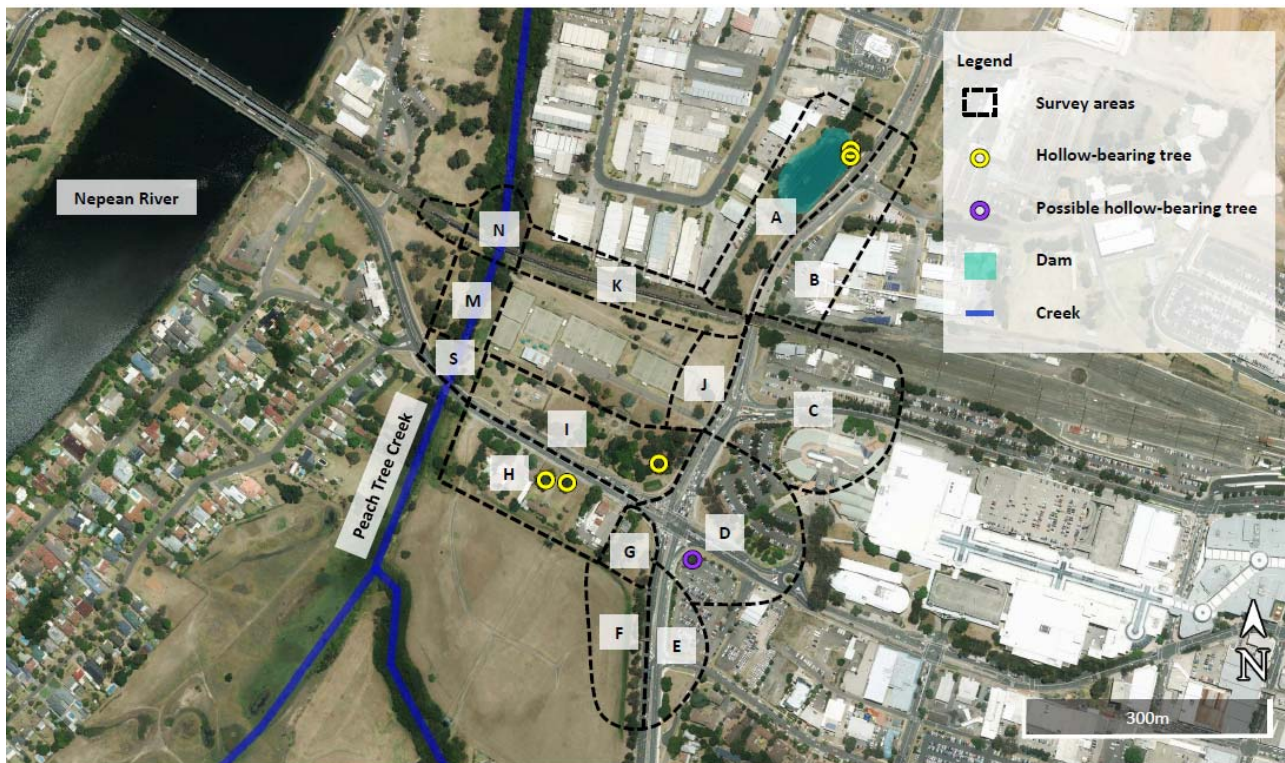 Legend
Survey areas
Hollow-bearing tree
Possible hollow-bearing tree
Dam
Creek
Nepean River
Peach Tree Creek
A
B
N
K
M
S
J
C
I
H
D
G
F
E
N
300m